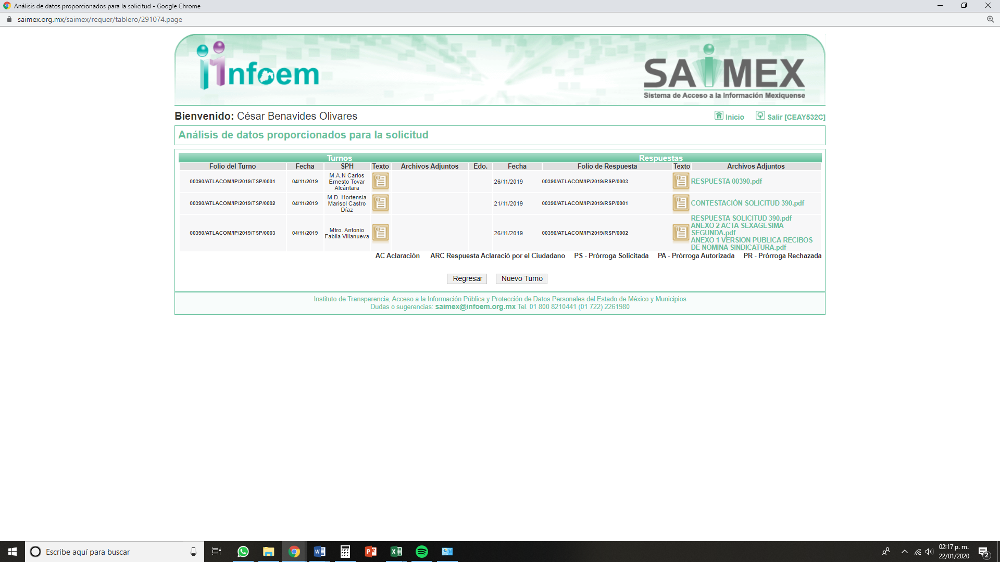 Análisis de datos proporcionados para la solicitud - Google Chrome
saimex.org.mx/saimex/requer/tablero/291074.page
infoem
SAiMEX
Sistema de Acceso a la Información Mexiquense
Bienvenido: César Benavides Olivares
Inicio
Salir [CEAY532C]
Análisis de datos proporcionados para la solicitud
Turnos
Respuestas
Folio del Turno Fecha SPH Texto Archivos Adjuntos Edo. Fecha Folio de Respuesta Texto Archivos Adjuntos
00390/ATLACOM/IP/2019/TSP/0001
04/11/2019
M.A.N Carlos
Ernesto Tovar
Alcántara
26/11/2019
00390/ATLACOM/IP/2019/RSP/0003
RESPUESTA 00390.pdf
00390/ATLACOM/IP/2019/TSP/0002
04/11/2019
M.D. Hortensia
Marisol Castro
Díaz
21/11/2019
00390/ATLACOM/IP/2019/RSP/0001
CONTESTACIÓN SOLICITUD 390.pdf
00390/ATLACOM/IP/2019/TSP/0003
04/11/2019
Mtro. Antonio
Fabila Villanueva
26/11/2019
00390/ATLACOM/IP/2019/RSP/0002
RESPUESTA SOLICITUD 390.pdf
ANEXO 2 ACTA SEXAGESIMA
SEGUNDA.pdf
ANEXO 1 VERSION PUBLICA RECIBOS
DE NOMINA SINDICATURA.pdf
AC Aclaración ARC Respuesta Aclaració por el Ciudadano PS - Prórroga Solicitada PA - Prórroga Autorizada PR - Prórroga Rechazada
Regresar
Nuevo Turno
Instituto de Transparencia, Acceso a la Información Pública y Protección de Datos Personales del Estado de México y Municipios
Dudas o sugerencias: saimex@infoem.org.mx Tel. 01 800 8210441 (01 722) 2261980
Escribe aquí para buscar
02:17 p. m.
22/01/2020
2